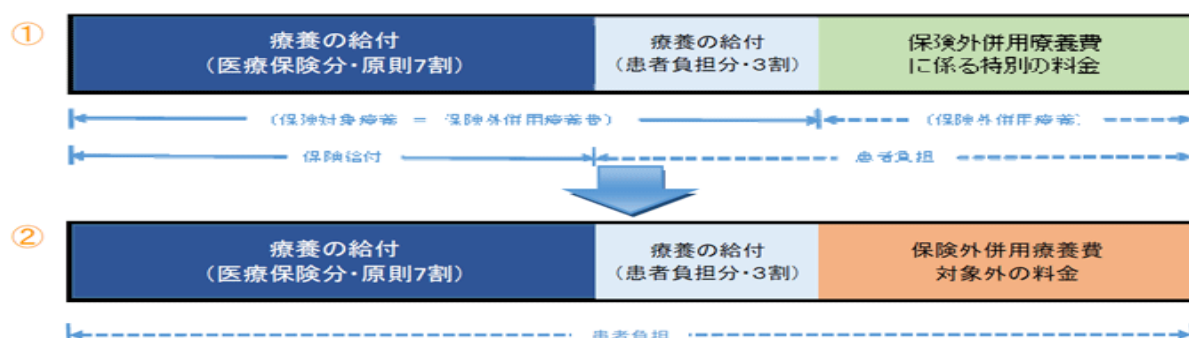 ①
療養の給付
（医療保険分・原則7割）
療養の給付
（患者負担分・3割）
保険外併用療養費
に係る特別の料金
（保険対象療養 ＝ 保険外併用療養費）
（保険外併用療養）
保険給付
患者負担
②
療養の給付
（医療保険分・原則7割）
療養の給付
（患者負担分・3割）
保険外併用療養費
対象外の料金
患者負担